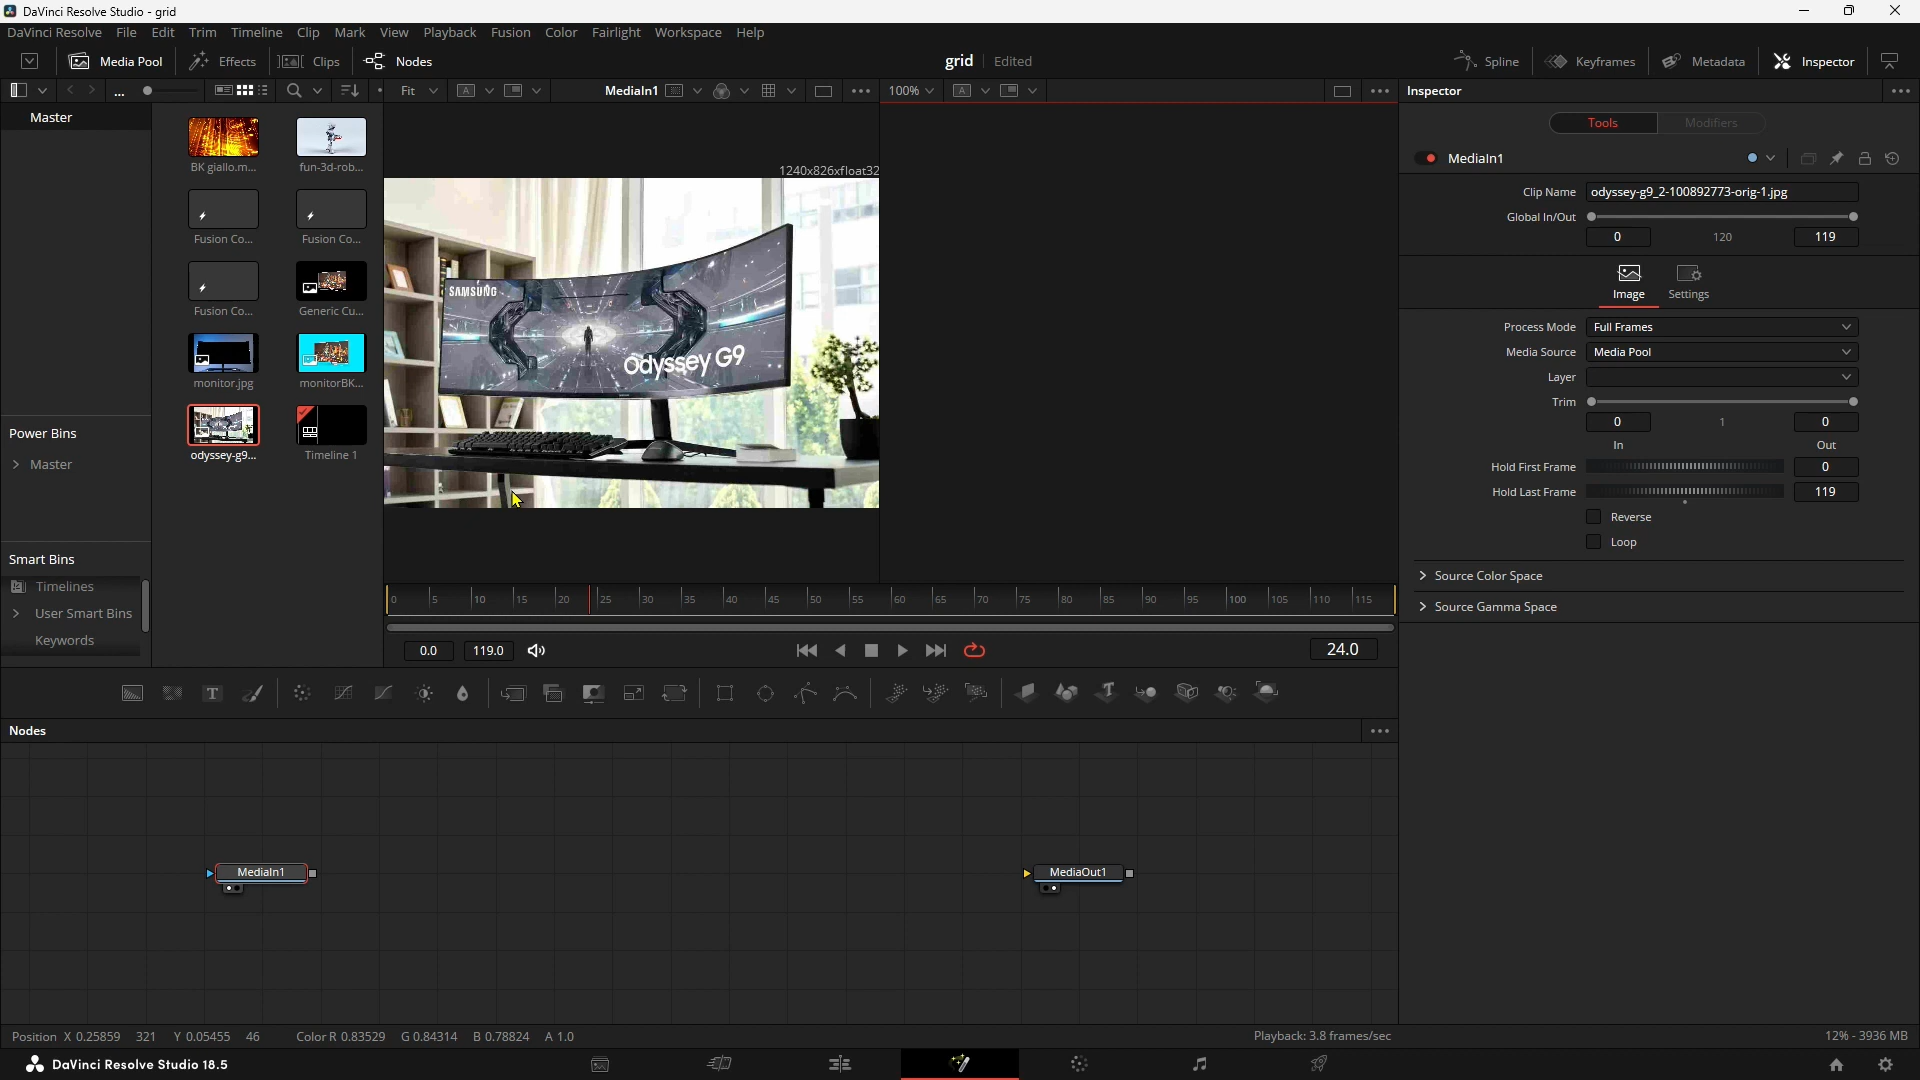 DaVinci Resolve Studio - grid
DaVinci Resolve File Edit Trim Timeline Clip Mark View Playback Fusion Color Fairlight Workspace Help
Media Pool Effects Clips Nodes grid Edited Spline Keyframes Metadata Inspector
... Fit A MediaIn1 100% A Inspector
Master
BK giallo.m... fun-3d-rob...
Fusion Co... Fusion Co...
Fusion Co... Generic Cu...
monitor.jpg monitorBK...
odyssey-g9... Timeline 1
Power Bins
Master
Smart Bins
Timelines
User Smart Bins
Keywords
1240x826xfloat32
SAMSUNG
Odyssey G9
Tools Modifiers
MediaIn1
Clip Name odyssey-g9_2-100892773-orig-1.jpg
Global In/Out
0 120 119
Image Settings
Process Mode Full Frames
Media Source Media Pool
Layer
Trim
0 1 0
In Out
Hold First Frame 0
Hold Last Frame 119
Reverse
Loop
Source Color Space
Source Gamma Space
0 5 10 15 20 25 30 35 40 45 50 55 60 65 70 75 80 85 90 95 100 105 110 115
0.0 119.0 24.0
T T
Nodes
MediaIn1 MediaOut1
Position X 0.25859 321 Y 0.05455 46 Color R 0.83529 G 0.84314 B 0.78824 A 1.0 Playback: 3.8 frames/sec 12% - 3936 MB
DaVinci Resolve Studio 18.5